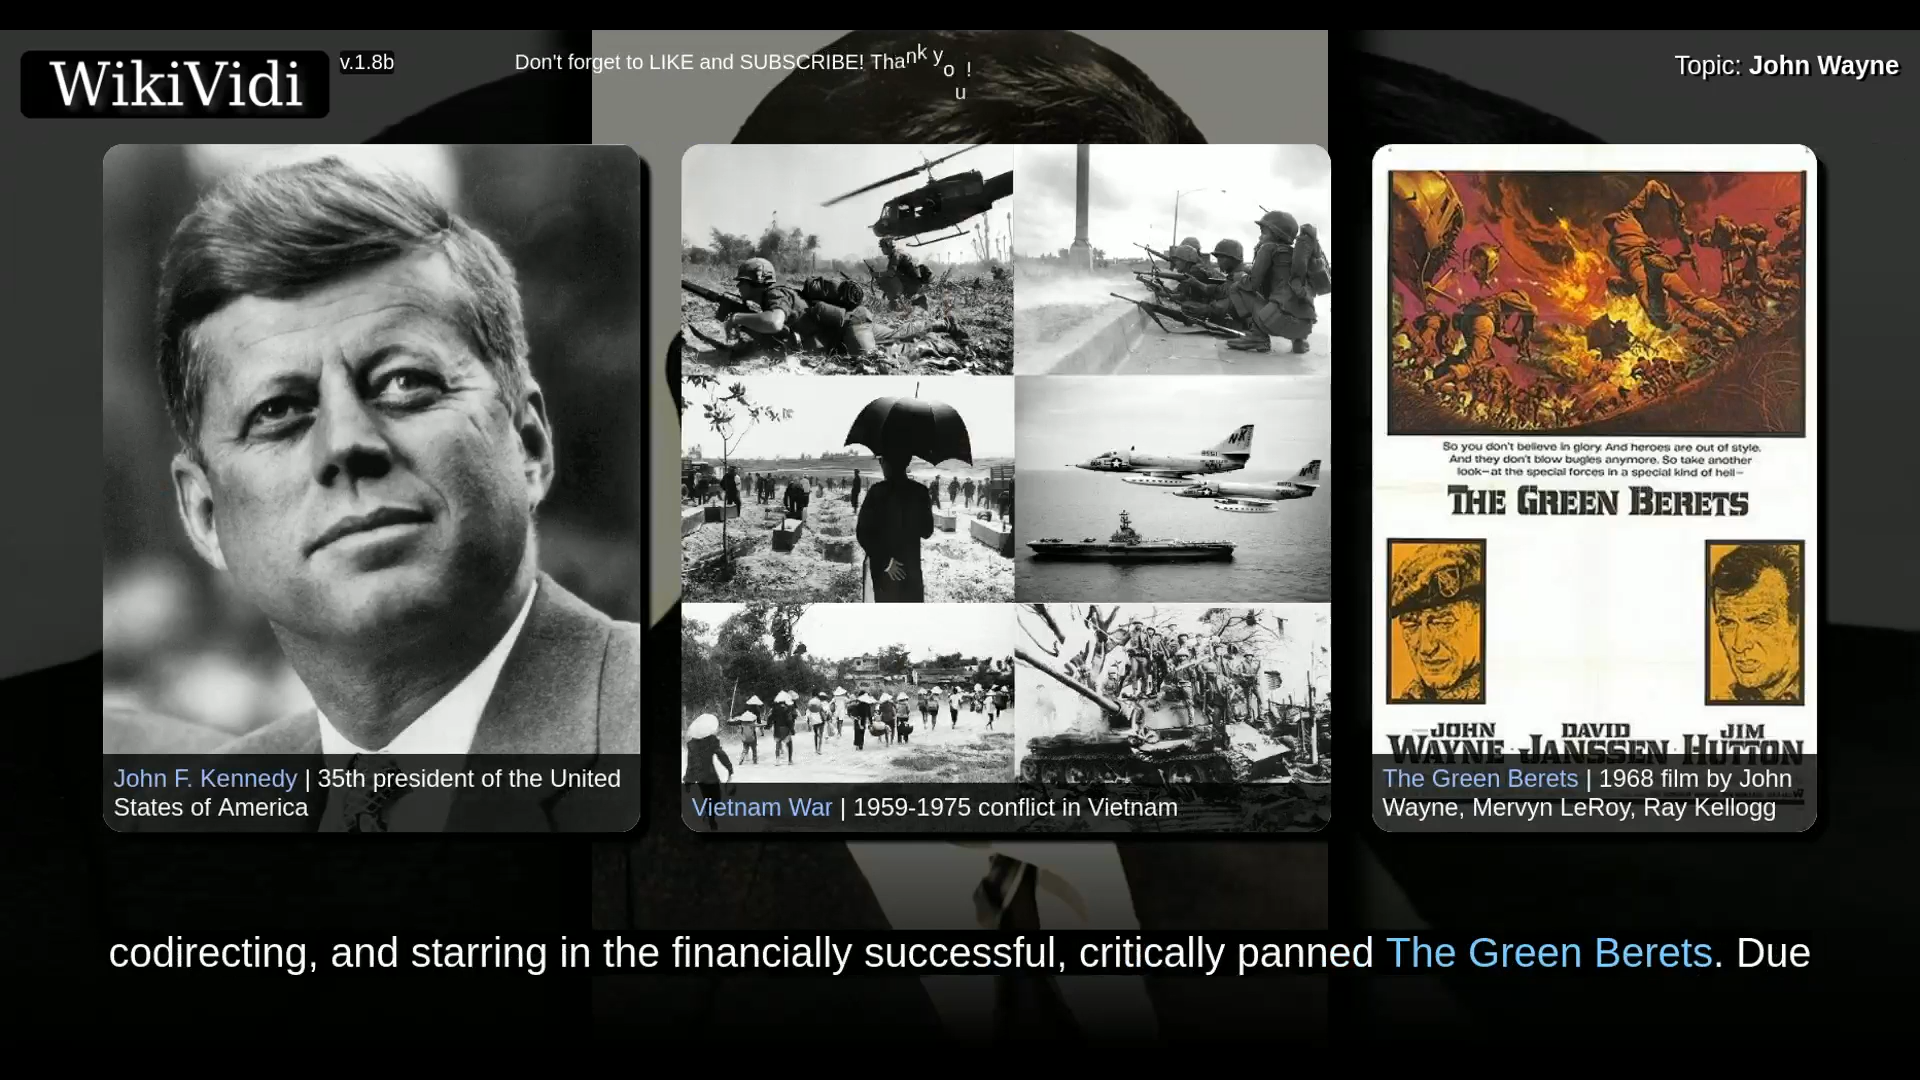 WikiVidi
v.1.8b
Don't forget to LIKE and SUBSCRIBE! Thank you!
Topic: John Wayne
So you don't believe in glory. And heroes are out of style.
And they don't blow bugles anymore. So take another
look—at the special forces in a special kind of hell—
THE GREEN BERETS
JOHN WAYNE
DAVID JANSSEN
JIM HUTTON
John F. Kennedy | 35th president of the United
States of America
Vietnam War | 1959-1975 conflict in Vietnam
The Green Berets | 1968 film by John
Wayne, Mervyn LeRoy, Ray Kellogg
codirecting, and starring in the financially successful, critically panned The Green Berets. Due